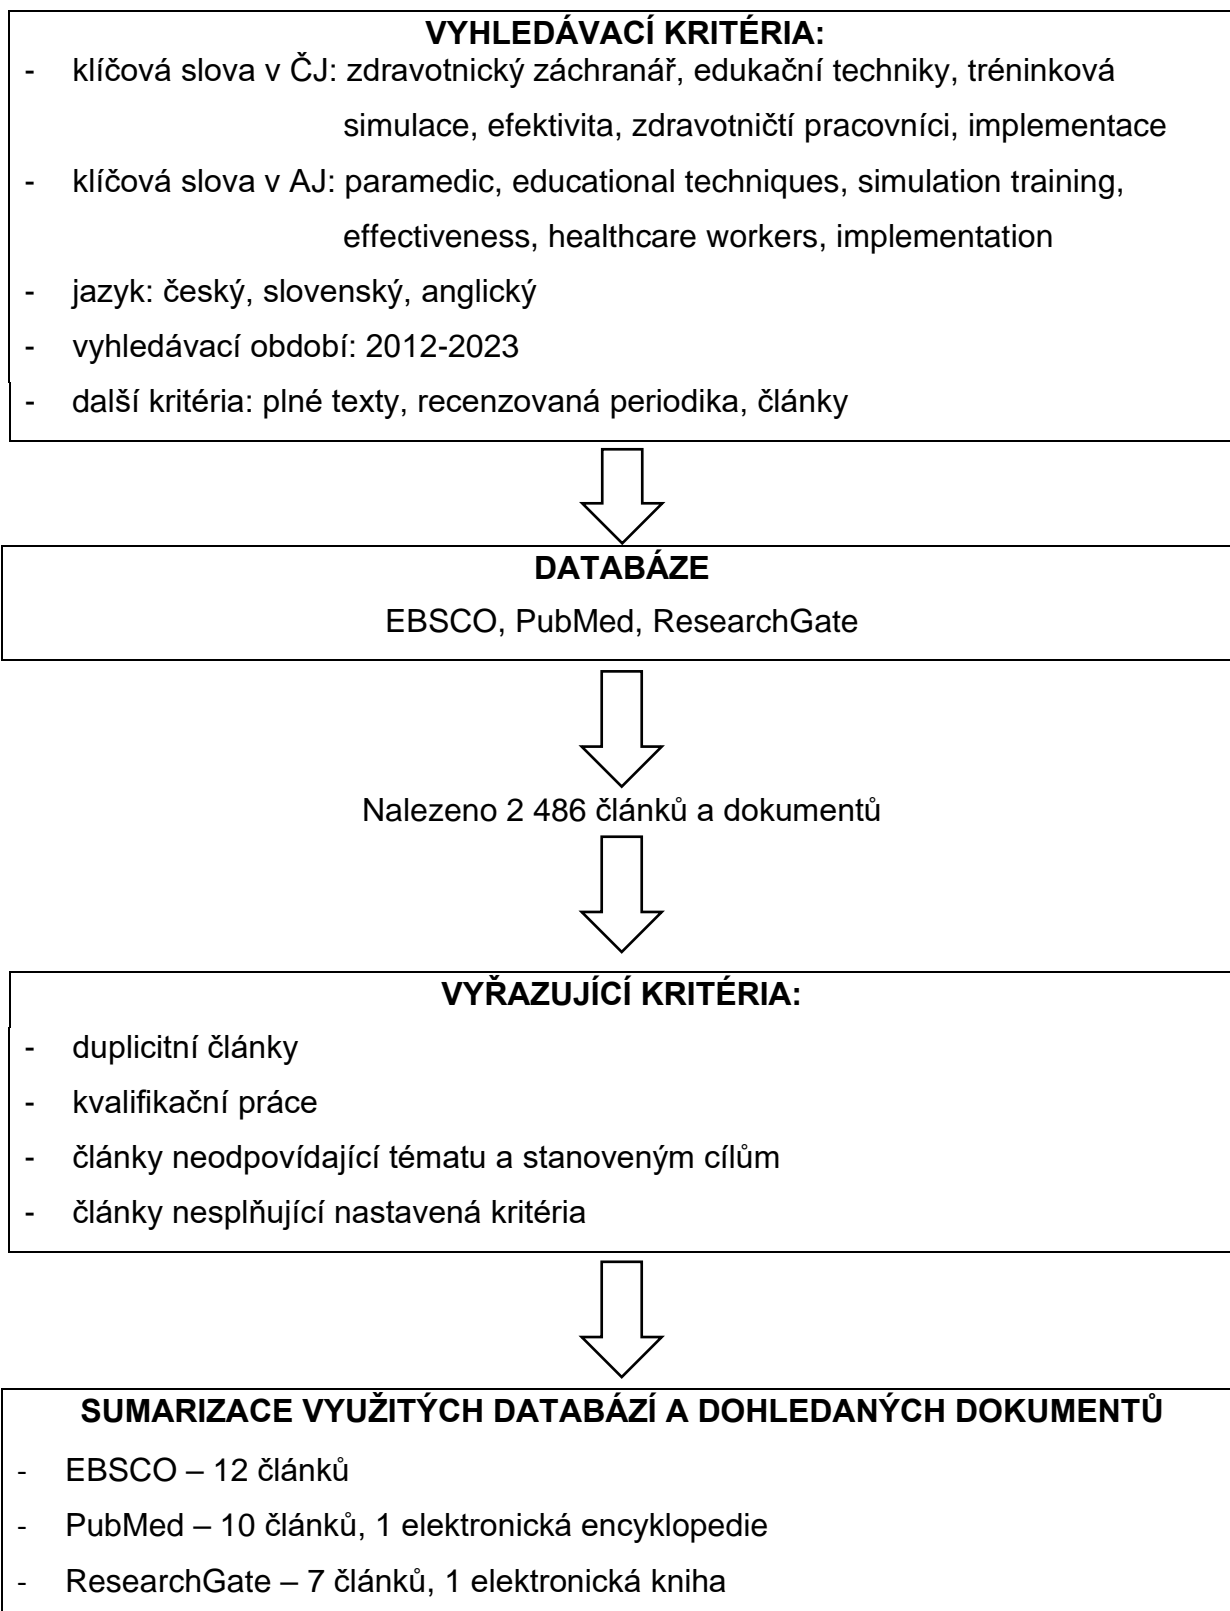 VYHLEDÁVACÍ KRITÉRIA:
- klíčová slova v ČJ: zdravotnický záchranář, edukační techniky, tréninková
simulace, efektivita, zdravotničtí pracovníci, implementace
- klíčová slova v AJ: paramedic, educational techniques, simulation training,
effectiveness, healthcare workers, implementation
- jazyk: český, slovenský, anglický
- vyhledávací období: 2012-2023
- další kritéria: plné texty, recenzovaná periodika, články
DATABÁZE
EBSCO, PubMed, ResearchGate
Nalezeno 2 486 článků a dokumentů
VYŘAZUJÍCÍ KRITÉRIA:
- duplicitní články
- kvalifikační práce
- články neodpovídající tématu a stanoveným cílům
- články nesplňující nastavená kritéria
SUMARIZACE VYUŽITÝCH DATABÁZÍ A DOHLEDANÝCH DOKUMENTŮ
- EBSCO – 12 článků
- PubMed – 10 článků, 1 elektronická encyklopedie
- ResearchGate – 7 článků, 1 elektronická kniha